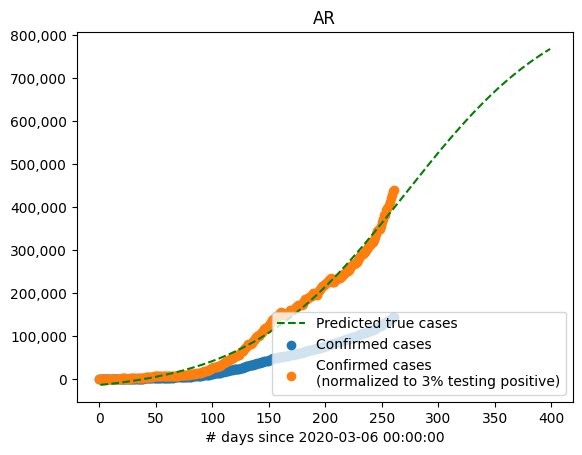 AR
800,000
700,000
600,000
500,000
400,000
300,000
200,000
100,000
0
Predicted true cases
Confirmed cases
Confirmed cases
(normalized to 3% testing positive)
0 50 100 150 200 250 300 350 400
# days since 2020-03-06 00:00:00